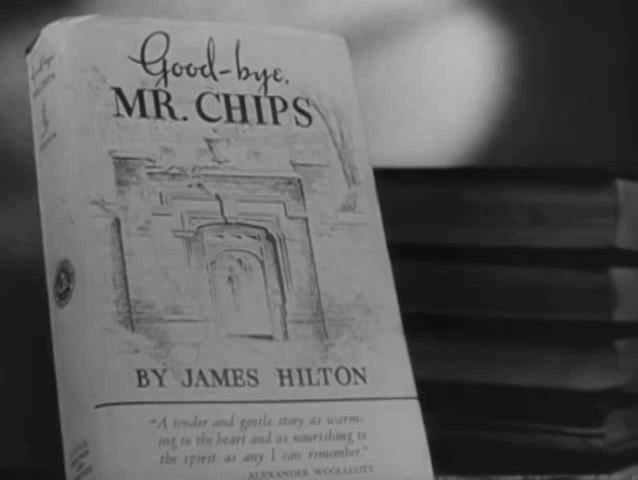 Good-bye,
MR. CHIPS
BY JAMES HILTON
"A tender and gentle story as warm-
ing to the heart and as nourishing to
the spirit as any I can remember."
ALEXANDER WOOLLCOTT